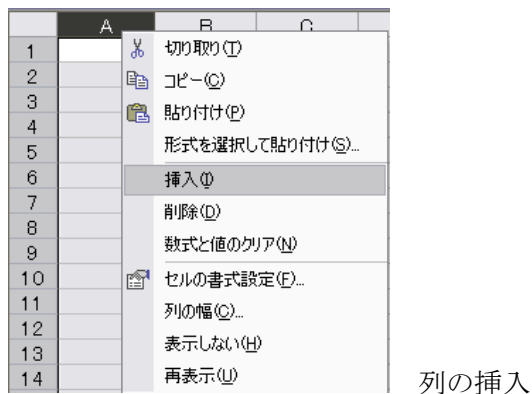 A B C
1
2
3
4
5
6
7
8
9
10
11
12
13
14
切り取り(T)
コピー(C)
貼り付け(P)
形式を選択して貼り付け(S)...
挿入(I)
削除(D)
数式と値のクリア(N)
セルの書式設定(F)...
列の幅(C)...
表示しない(H)
再表示(U)
列の挿入